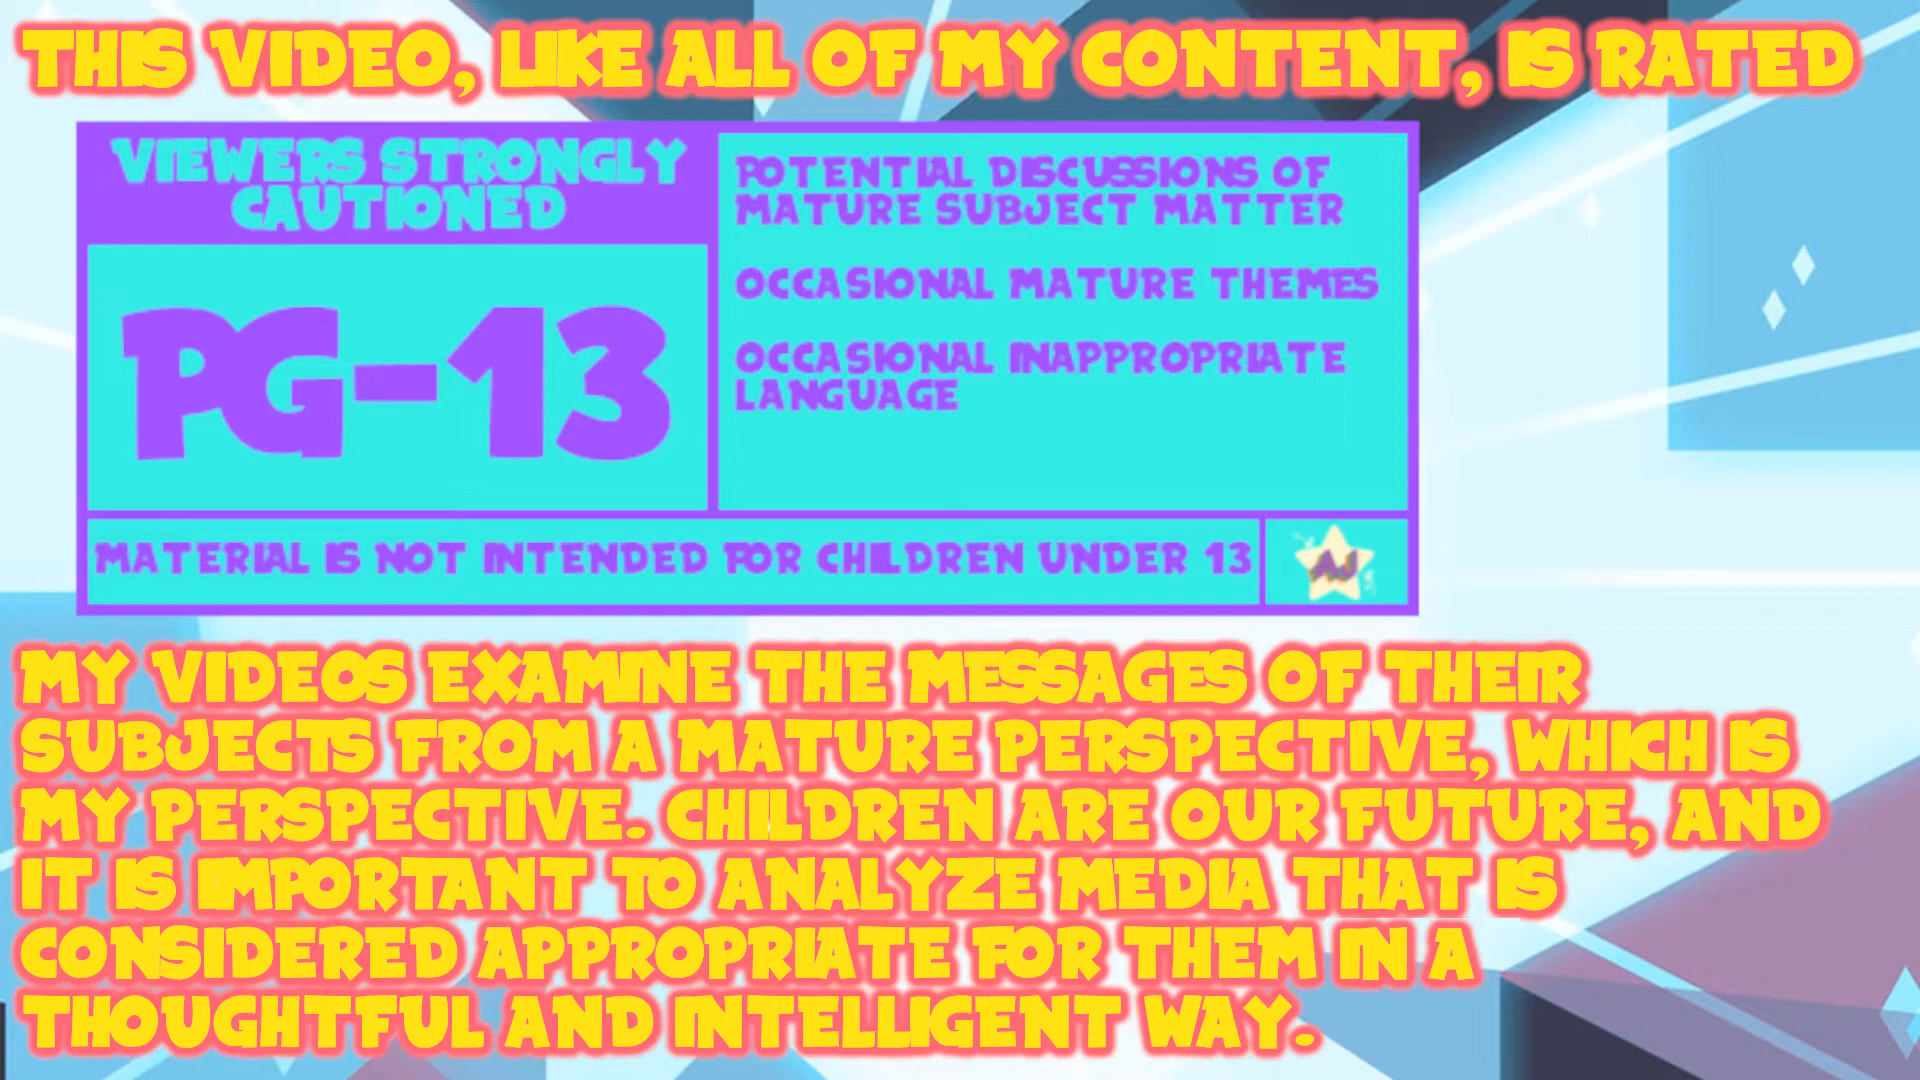 THIS VIDEO, LIKE ALL OF MY CONTENT, IS RATED
VIEWERS STRONGLY
CAUTIONED
PG-13
POTENTIAL DISCUSSIONS OF
MATURE SUBJECT MATTER
OCCASIONAL MATURE THEMES
OCCASIONAL INAPPROPRIATE
LANGUAGE
MATERIAL IS NOT INTENDED FOR CHILDREN UNDER 13
AJ
MY VIDEOS EXAMINE THE MESSAGES OF THEIR
SUBJECTS FROM A MATURE PERSPECTIVE, WHICH IS
MY PERSPECTIVE. CHILDREN ARE OUR FUTURE, AND
IT IS IMPORTANT TO ANALYZE MEDIA THAT IS
CONSIDERED APPROPRIATE FOR THEM IN A
THOUGHTFUL AND INTELLIGENT WAY.